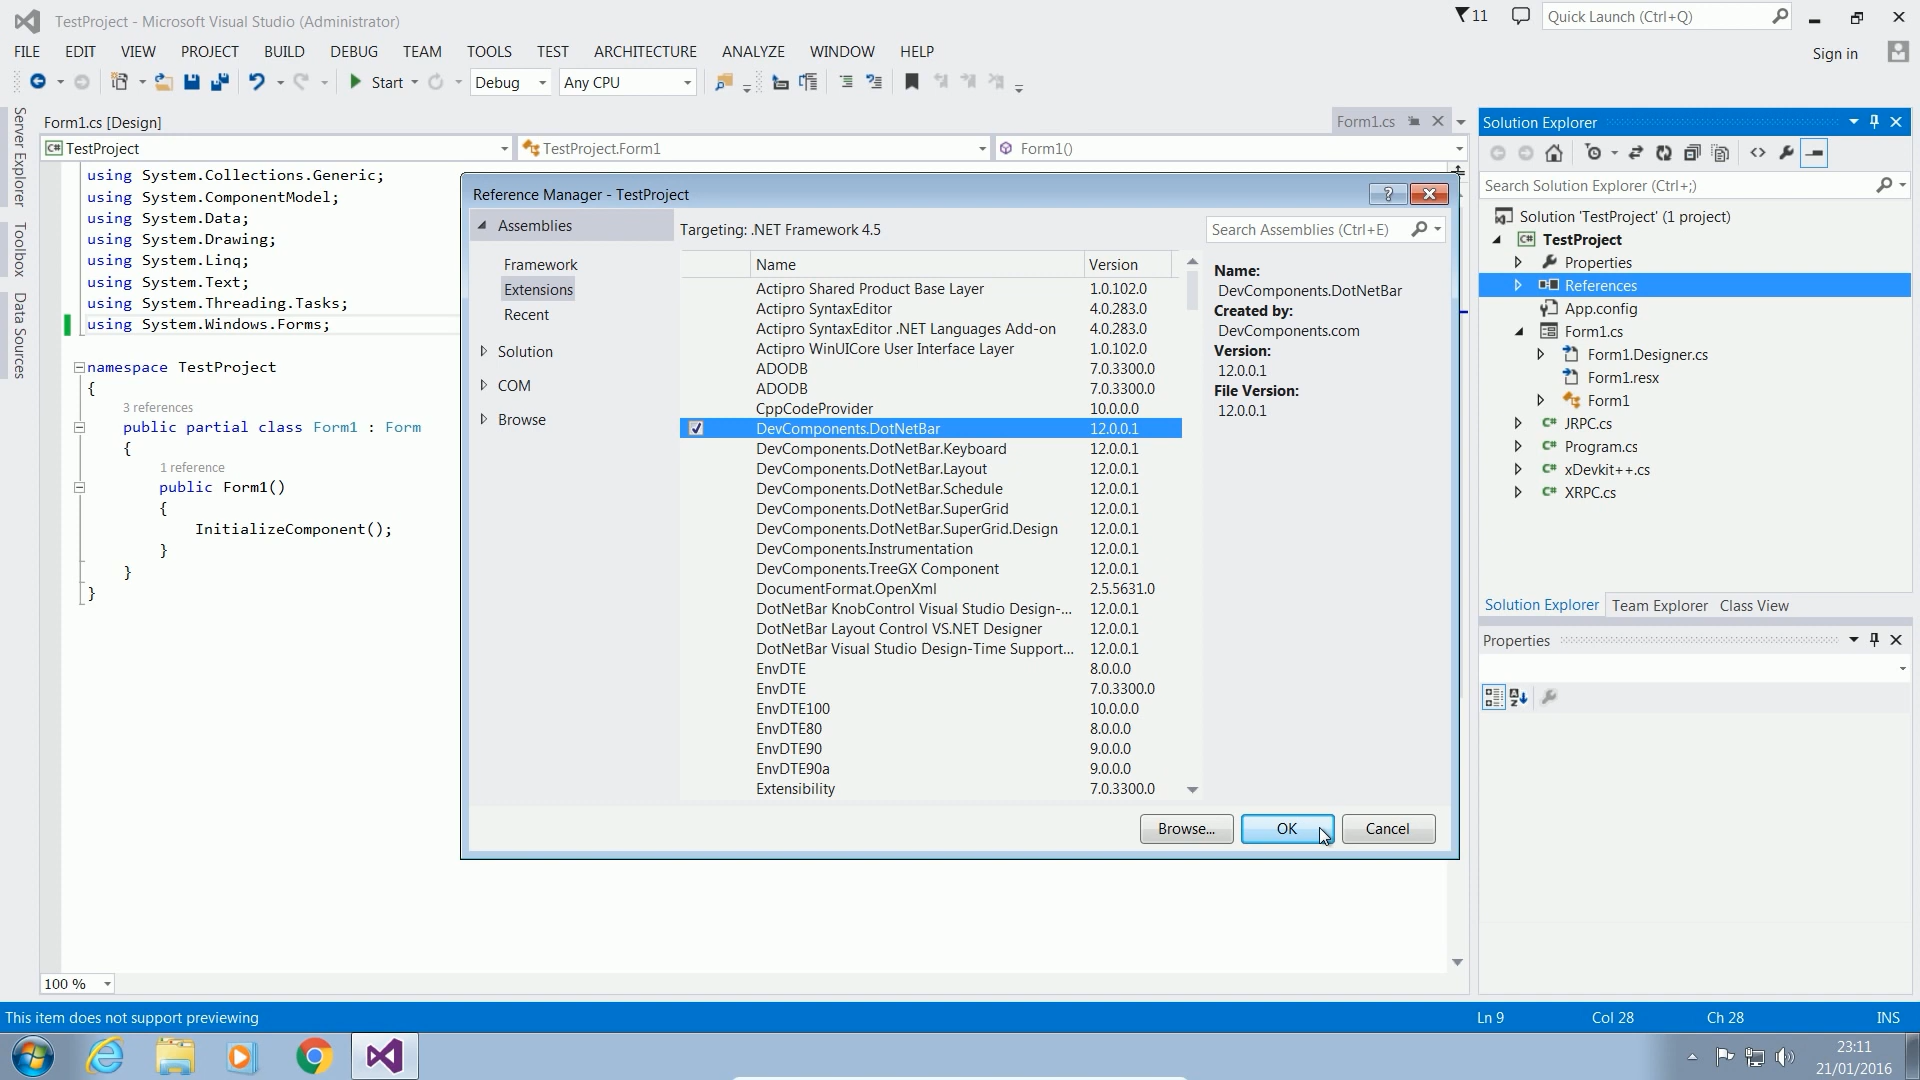 TestProject - Microsoft Visual Studio (Administrator)
11
Quick Launch (Ctrl+Q)
FILE EDIT VIEW PROJECT BUILD DEBUG TEAM TOOLS TEST ARCHITECTURE ANALYZE WINDOW HELP
Sign in
Start Debug Any CPU
Server Explorer
Toolbox
Data Sources
Form1.cs [Design]
Form1.cs
C# TestProject
TestProject.Form1
Form1()
using System.Collections.Generic;
using System.ComponentModel;
using System.Data;
using System.Drawing;
using System.Linq;
using System.Text;
using System.Threading.Tasks;
using System.Windows.Forms;
namespace TestProject
{
3 references
public partial class Form1 : Form
{
1 reference
public Form1()
{
InitializeComponent();
}
}
}
100 %
Reference Manager - TestProject
?
Assemblies
Framework
Extensions
Recent
Solution
COM
Browse
Targeting: .NET Framework 4.5
Search Assemblies (Ctrl+E)
Name Version
Actipro Shared Product Base Layer 1.0.102.0
Actipro SyntaxEditor 4.0.283.0
Actipro SyntaxEditor .NET Languages Add-on 4.0.283.0
Actipro WinUICore User Interface Layer 1.0.102.0
ADODB 7.0.3300.0
ADODB 7.0.3300.0
CppCodeProvider 10.0.0.0
DevComponents.DotNetBar 12.0.0.1
DevComponents.DotNetBar.Keyboard 12.0.0.1
DevComponents.DotNetBar.Layout 12.0.0.1
DevComponents.DotNetBar.Schedule 12.0.0.1
DevComponents.DotNetBar.SuperGrid 12.0.0.1
DevComponents.DotNetBar.SuperGrid.Design 12.0.0.1
DevComponents.Instrumentation 12.0.0.1
DevComponents.TreeGX Component 12.0.0.1
DocumentFormat.OpenXml 2.5.5631.0
DotNetBar KnobControl Visual Studio Design-... 12.0.0.1
DotNetBar Layout Control VS.NET Designer 12.0.0.1
DotNetBar Visual Studio Design-Time Support... 12.0.0.1
EnvDTE 8.0.0.0
EnvDTE 7.0.3300.0
EnvDTE100 10.0.0.0
EnvDTE80 8.0.0.0
EnvDTE90 9.0.0.0
EnvDTE90a 9.0.0.0
Extensibility 7.0.3300.0
Name:
DevComponents.DotNetBar
Created by:
DevComponents.com
Version:
12.0.0.1
File Version:
12.0.0.1
Browse... OK Cancel
Solution Explorer
Search Solution Explorer (Ctrl+;)
Solution 'TestProject' (1 project)
C# TestProject
Properties
References
App.config
Form1.cs
Form1.Designer.cs
Form1.resx
Form1
C# JRPC.cs
C# Program.cs
C# xDevkit++.cs
C# XRPC.cs
Solution Explorer Team Explorer Class View
Properties
This item does not support previewing
Ln 9 Col 28 Ch 28 INS
23:11
21/01/2016